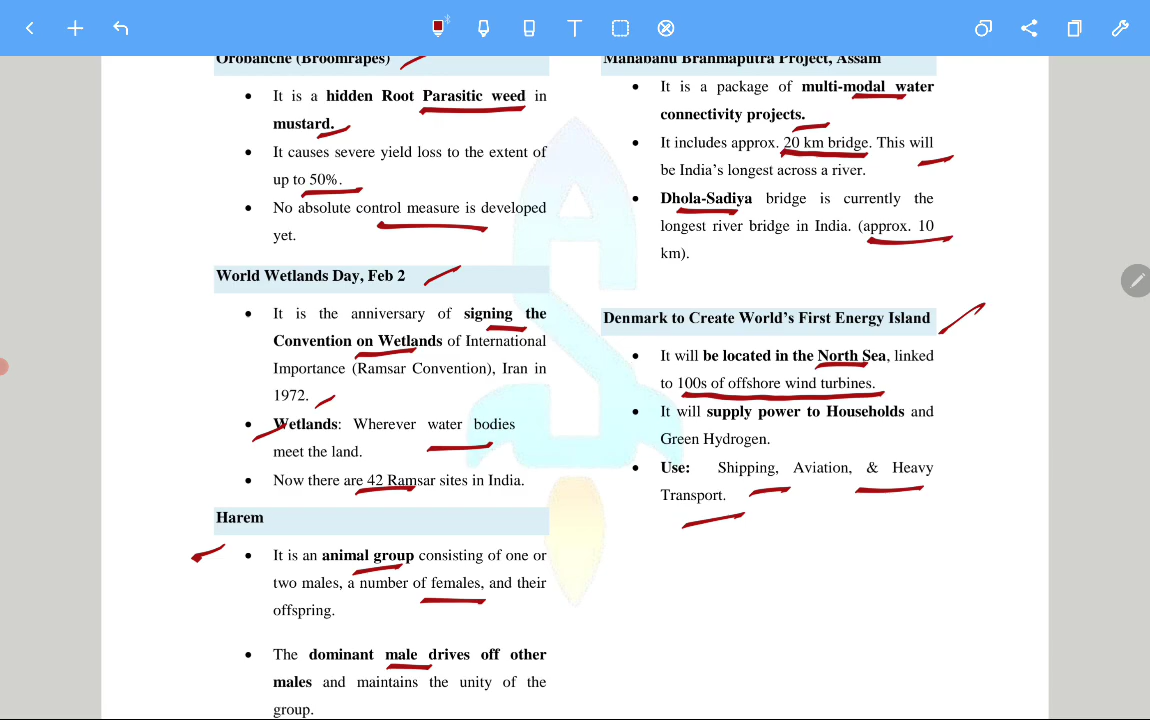 Orobanche (Broomrapes)
It is a hidden Root Parasitic weed in
mustard.
It causes severe yield loss to the extent of
up to 50%.
No absolute control measure is developed
yet.
World Wetlands Day, Feb 2
It is the anniversary of signing the
Convention on Wetlands of International
Importance (Ramsar Convention), Iran in
1972.
Wetlands: Wherever water bodies
meet the land.
Now there are 42 Ramsar sites in India.
Harem
It is an animal group consisting of one or
two males, a number of females, and their
offspring.
The dominant male drives off other
males and maintains the unity of the
group.
Mahabahu Brahmaputra Project, Assam
It is a package of multi-modal water
connectivity projects.
It includes approx. 20 km bridge. This will
be India's longest across a river.
Dhola-Sadiya bridge is currently the
longest river bridge in India. (approx. 10
km).
Denmark to Create World's First Energy Island
It will be located in the North Sea, linked
to 100s of offshore wind turbines.
It will supply power to Households and
Green Hydrogen.
Use: Shipping, Aviation, & Heavy
Transport.